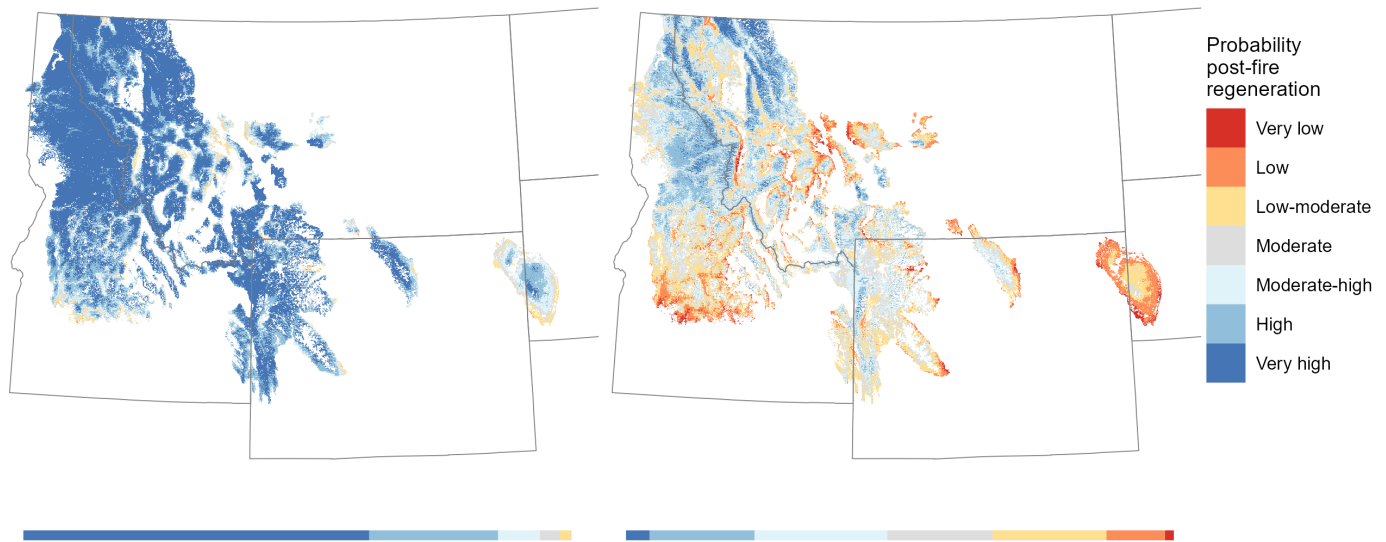 Probability
post-fire
regeneration
Very low
Low
Low-moderate
Moderate
Moderate-high
High
Very high